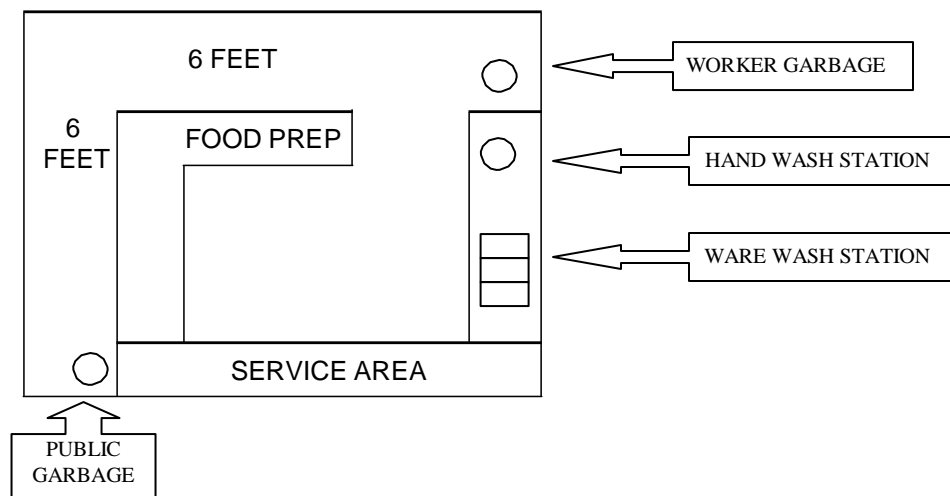 6 FEET
WORKER GARBAGE
6
FEET
FOOD PREP
HAND WASH STATION
WARE WASH STATION
SERVICE AREA
PUBLIC
GARBAGE